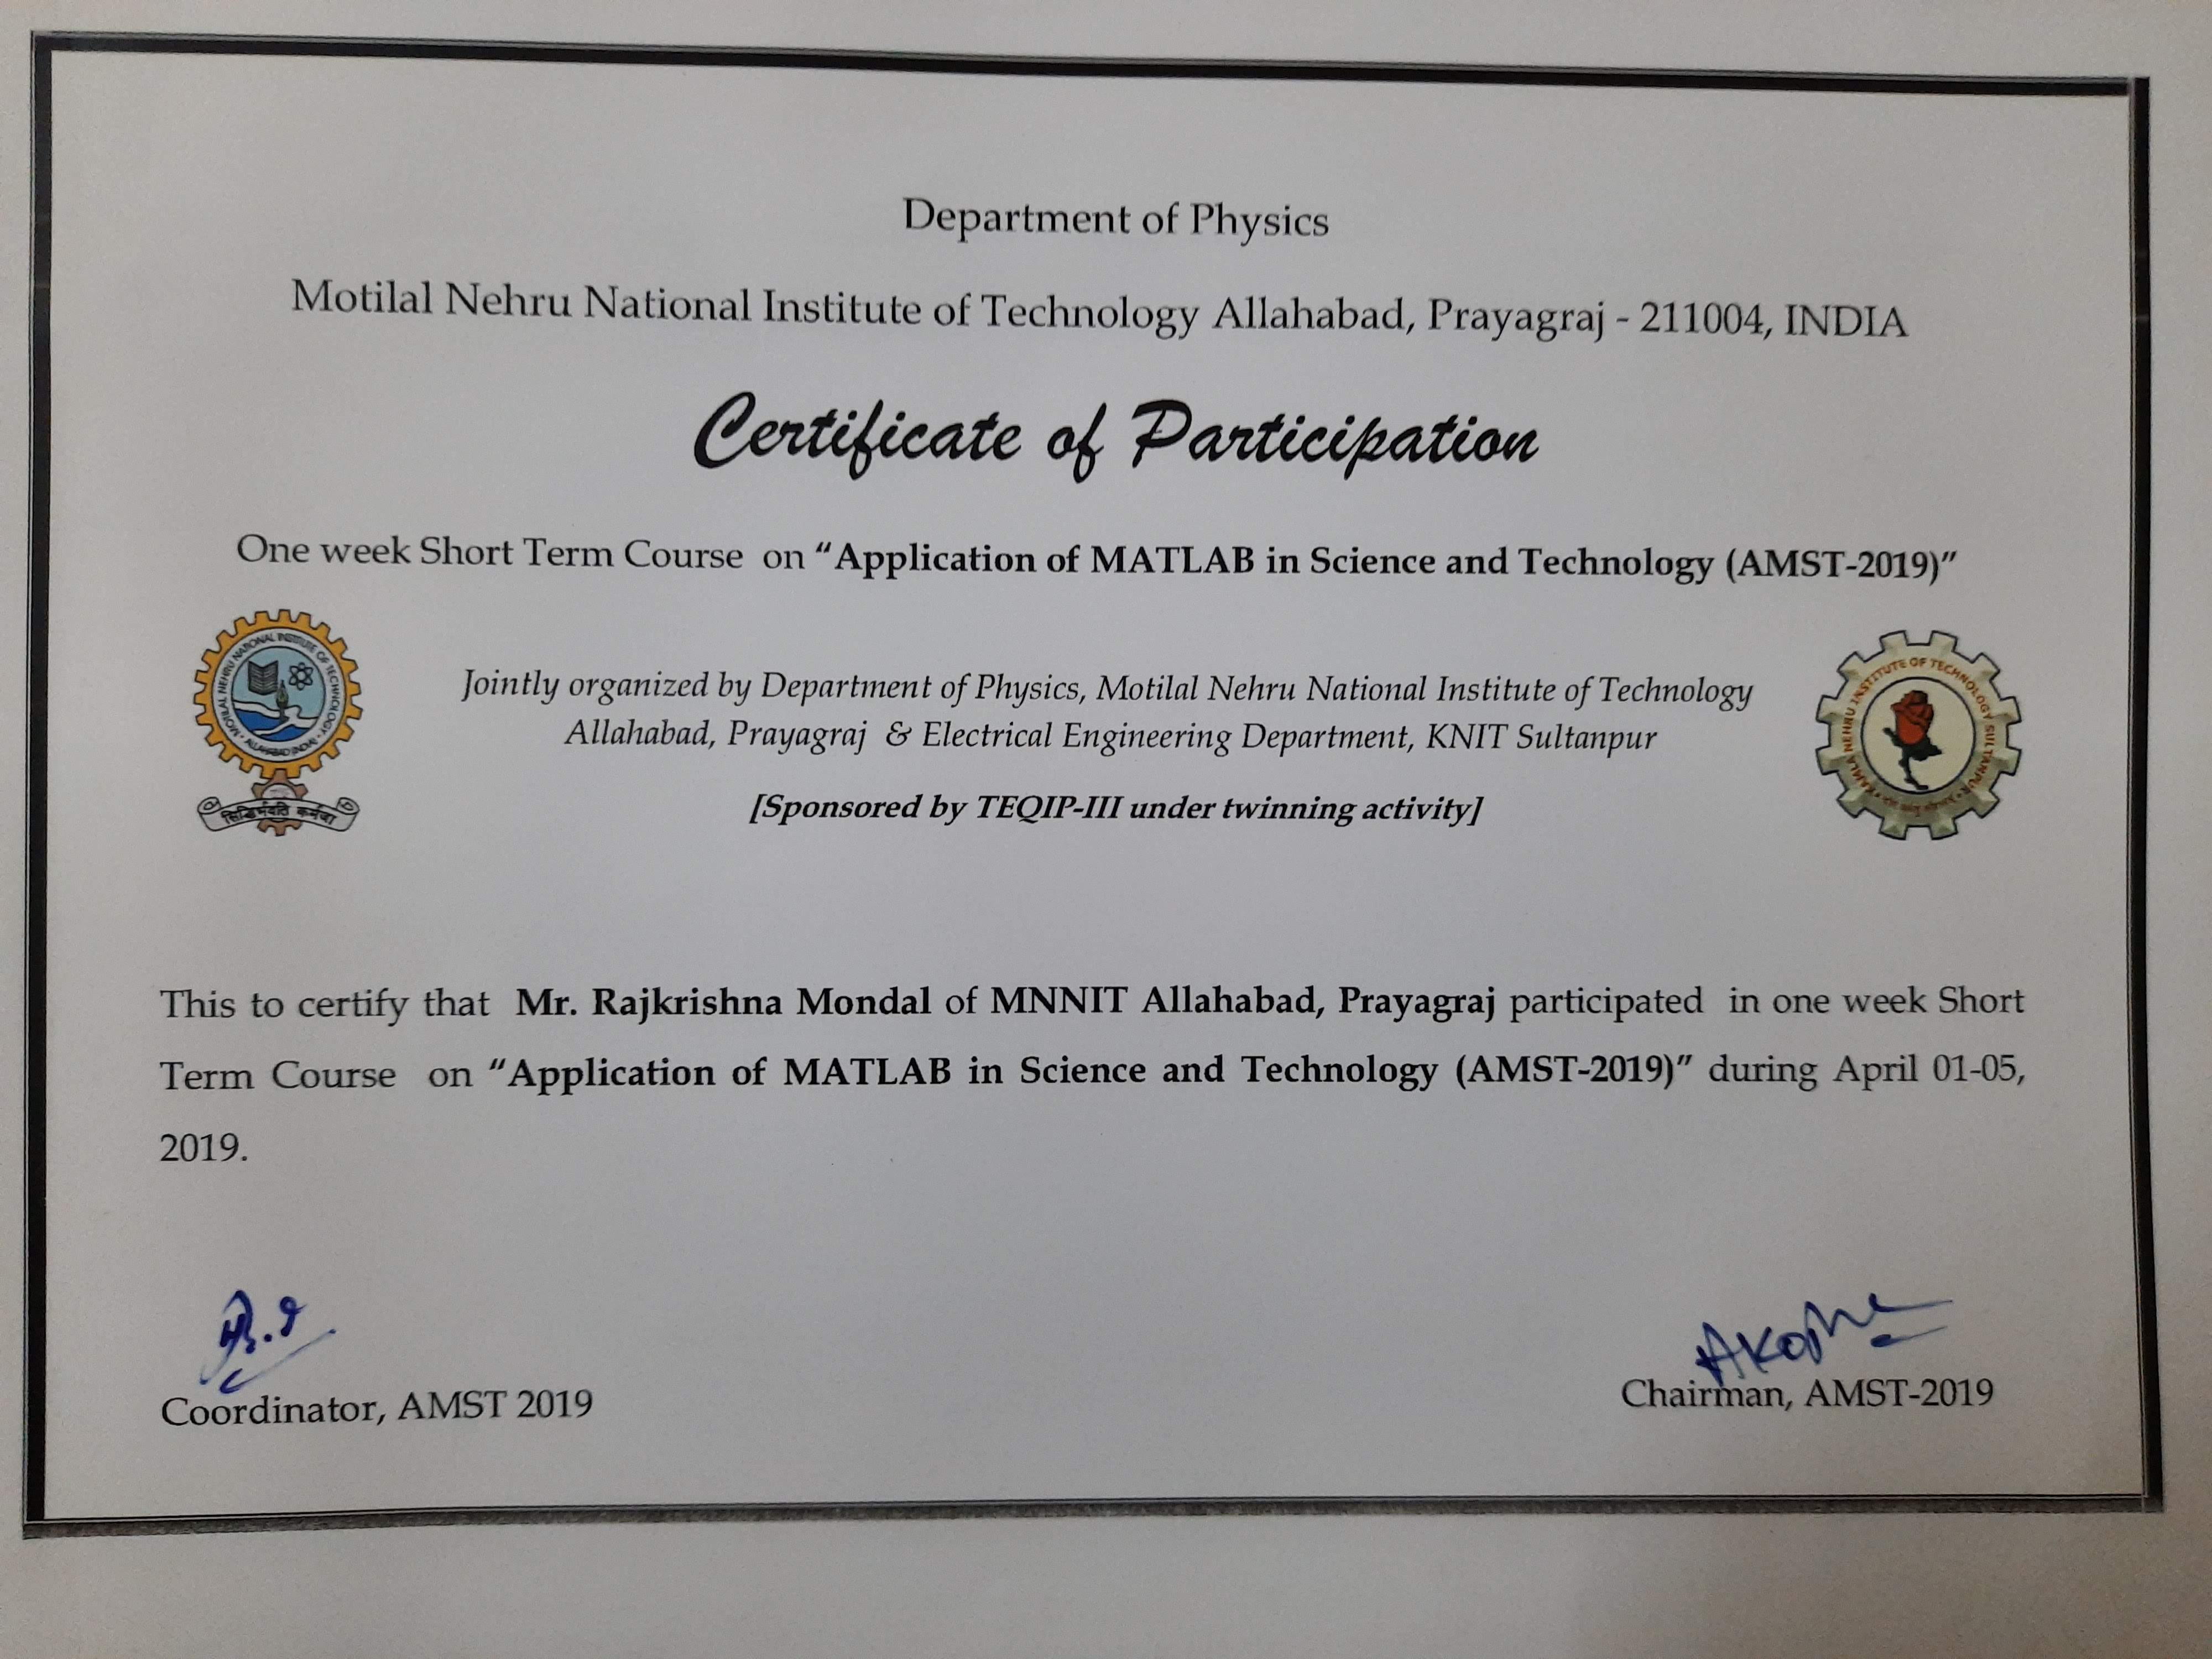 Department of Physics
Motilal Nehru National Institute of Technology Allahabad, Prayagraj - 211004, INDIA
Certificate of Participation
One week Short Term Course on “Application of MATLAB in Science and Technology (AMST-2019)”
MOTILAL NEHRU NATIONAL INSTITUTE OF TECHNOLOGY
ALLAHABAD (INDIA)
सिद्धिर्भवति कर्मजा
Jointly organized by Department of Physics, Motilal Nehru National Institute of Technology
Allahabad, Prayagraj & Electrical Engineering Department, KNIT Sultanpur
[Sponsored by TEQIP-III under twinning activity]
KAMLA NEHRU INSTITUTE OF TECHNOLOGY SULTANPUR
This to certify that Mr. Rajkrishna Mondal of MNNIT Allahabad, Prayagraj participated in one week Short
Term Course on “Application of MATLAB in Science and Technology (AMST-2019)” during April 01-05,
2019.
Coordinator, AMST 2019
Chairman, AMST-2019